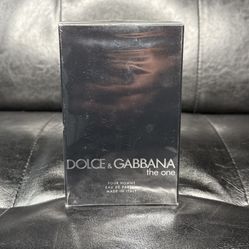 DOLCE & GABBANA
the one
POUR HOMME
EAU DE PARFUM
MADE IN ITALY